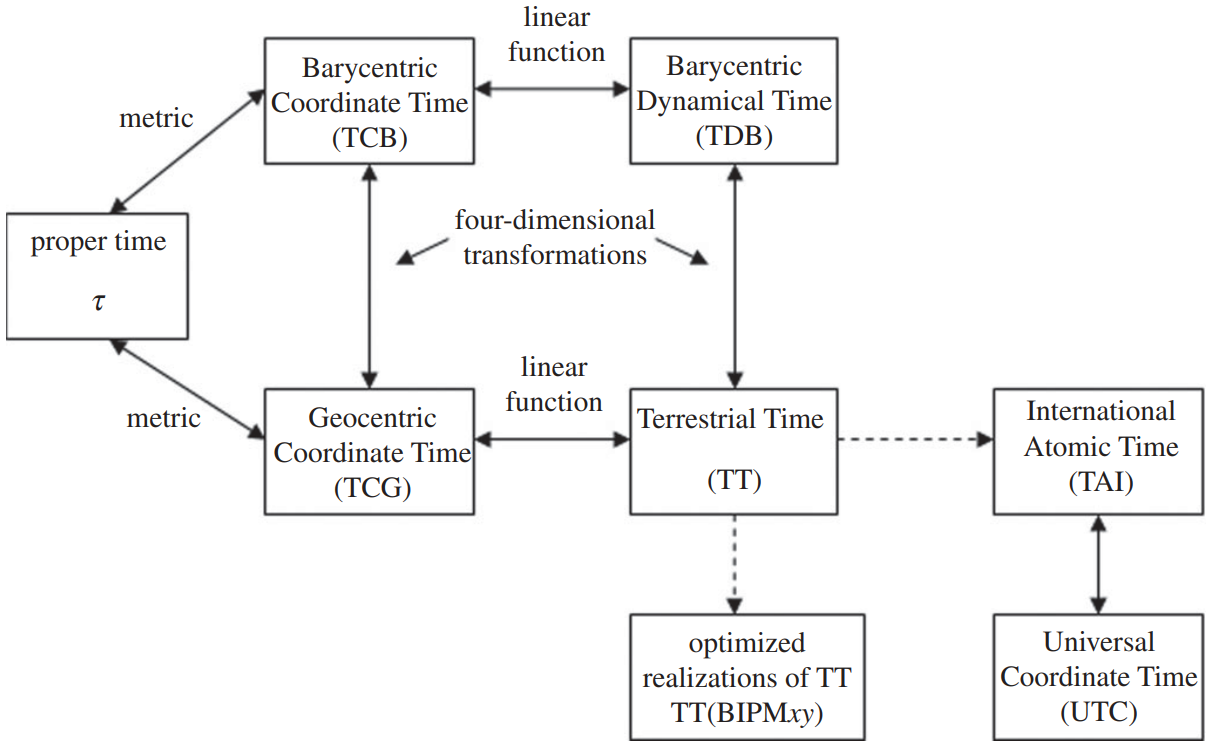 linear
function
Barycentric
Coordinate Time
(TCB)
Barycentric
Dynamical Time
(TDB)
metric
proper time
τ
four-dimensional
transformations
metric
linear
function
Geocentric
Coordinate Time
(TCG)
Terrestrial Time
(TT)
International
Atomic Time
(TAI)
optimized
realizations of TT
TT(BIPMxy)
Universal
Coordinate Time
(UTC)